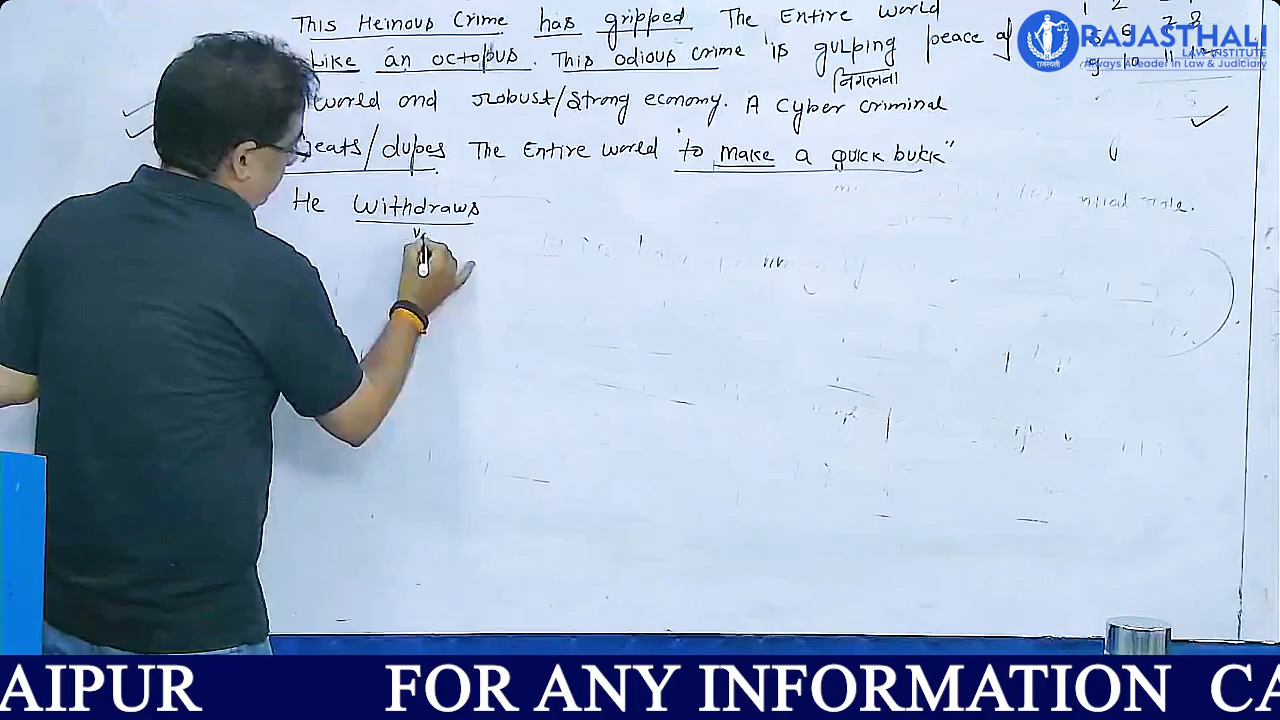 This Heinous Crime has gripped The Entire World
Like an octopus. This odious crime is gulping peace of
निगलना
world and robust/strong economy. A Cyber criminal
eats/dupes The Entire world "to make a quick buck"
He Withdraws
RAJASTHALI
LAW INSTITUTE
Always A Leader in Law & Judiciary
AIPUR FOR ANY INFORMATION CA